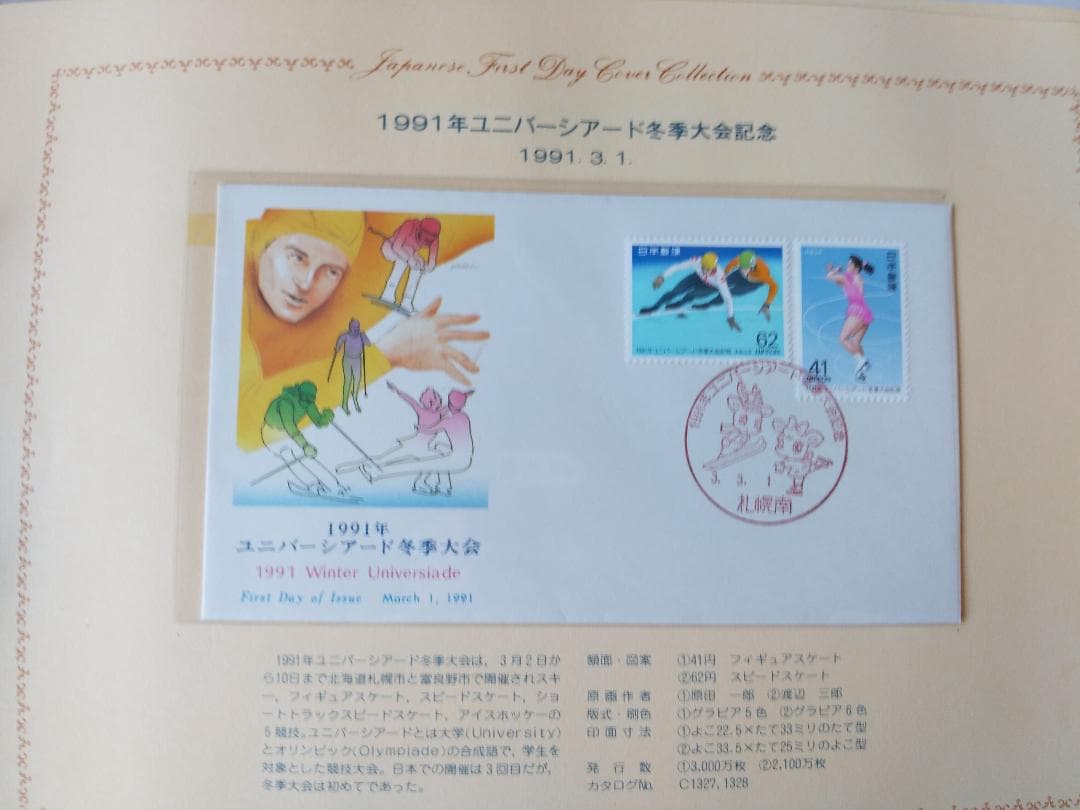 Japanese First Day Cover Collection
1991年ユニバーシアード冬季大会記念
1991. 3. 1.
日本郵便
62
NIPPON
日本郵便
41
NIPPON
3. 3. 1
札幌南
1991年
ユニバーシアード冬季大会
1991 Winter Universiade
First Day of Issue March 1, 1991
1991年ユニバーシアード冬季大会は、3月2日か
ら10日まで北海道札幌市と富良野市で開催されスキ
ー、フィギュアスケート、スピードスケート、ショ
ートトラックスピードスケート、アイスホッケーの
5競技。ユニバーシアードとは大学(University)
とオリンピック(Olympiade)の合成語で、学生を
対象とした競技大会。日本での開催は3回目だが、
冬季大会は初めてであった。
額面・図案 ①41円 フィギュアスケート
②62円 スピードスケート
原画作者 ①原田 一郎 ②渡辺 三郎
版式・刷色 ①グラビア5色 ②グラビア6色
印面寸法 ①よこ22.5×たて33ミリのたて型
②よこ33.5×たて25ミリのよこ型
発行数 ①3,000万枚 ②2,100万枚
カタログNo. C1327, 1328